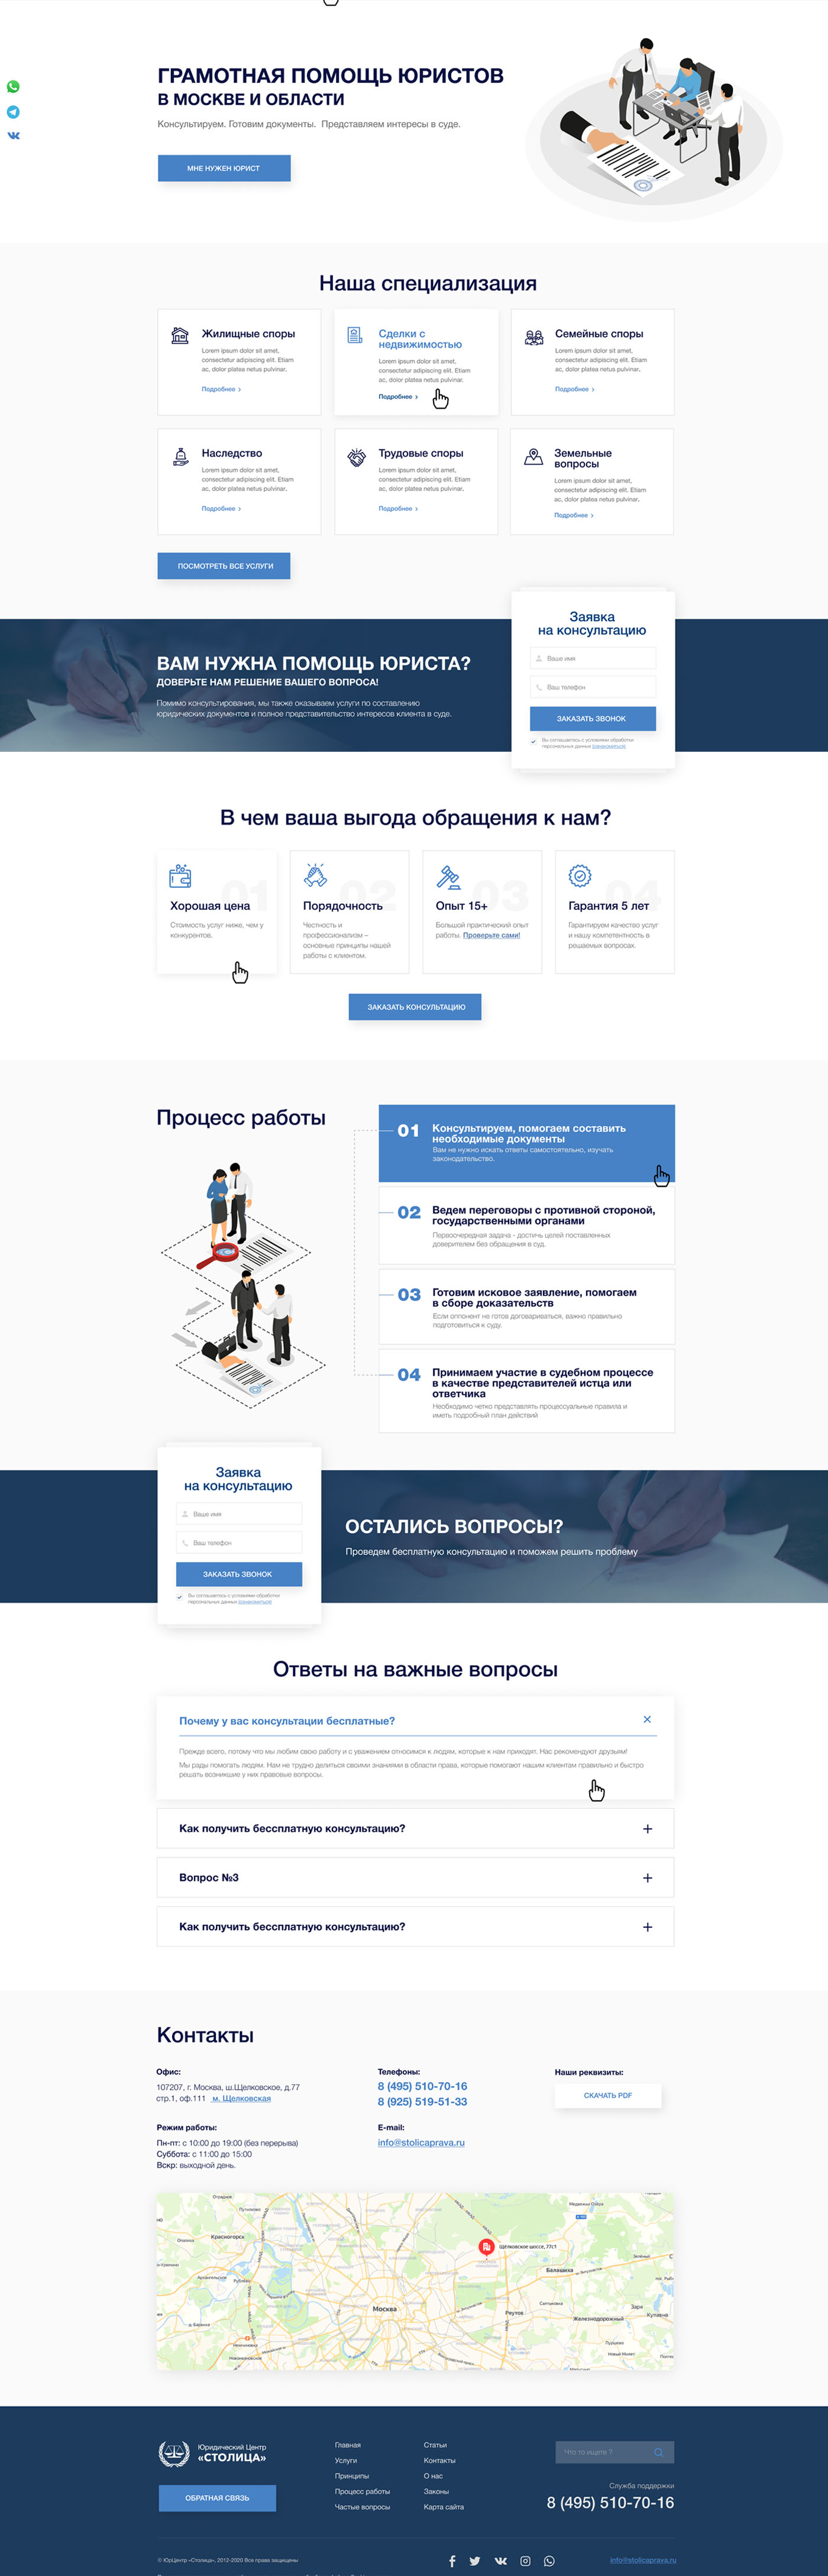 ГРАМОТНАЯ ПОМОЩЬ ЮРИСТОВ
В МОСКВЕ И ОБЛАСТИ
Консультируем. Готовим документы. Представляем интересы в суде.
МНЕ НУЖЕН ЮРИСТ
Наша специализация
Жилищные споры
Lorem ipsum dolor sit amet,
consectetur adipiscing elit. Etiam
ac, dolor platea netus pulvinar.
Подробнее >
Сделки с
недвижимостью
Lorem ipsum dolor sit amet,
consectetur adipiscing elit. Etiam
ac, dolor platea netus pulvinar.
Подробнее >
Семейные споры
Lorem ipsum dolor sit amet,
consectetur adipiscing elit. Etiam
ac, dolor platea netus pulvinar.
Подробнее >
Наследство
Lorem ipsum dolor sit amet,
consectetur adipiscing elit. Etiam
ac, dolor platea netus pulvinar.
Подробнее >
Трудовые споры
Lorem ipsum dolor sit amet,
consectetur adipiscing elit. Etiam
ac, dolor platea netus pulvinar.
Подробнее >
Земельные
вопросы
Lorem ipsum dolor sit amet,
consectetur adipiscing elit. Etiam
ac, dolor platea netus pulvinar.
Подробнее >
ПОСМОТРЕТЬ ВСЕ УСЛУГИ
ВАМ НУЖНА ПОМОЩЬ ЮРИСТА?
ДОВЕРЬТЕ НАМ РЕШЕНИЕ ВАШЕГО ВОПРОСА!
Помимо консультирования, мы также оказываем услуги по составлению
юридических документов и полное представительство интересов клиента в суде.
Заявка
на консультацию
Ваше имя
Ваш телефон
ЗАКАЗАТЬ ЗВОНОК
Вы соглашаетесь с условиями обработки
персональных данных (ознакомиться)
В чем ваша выгода обращения к нам?
01
Хорошая цена
Стоимость услуг ниже, чем у
конкурентов.
02
Порядочность
Честность и
профессионализм –
основные принципы нашей
работы с клиентом.
03
Опыт 15+
Большой практический опыт
работы. Проверьте сами!
04
Гарантия 5 лет
Гарантируем качество услуг
и нашу компетентность в
решаемых вопросах.
ЗАКАЗАТЬ КОНСУЛЬТАЦИЮ
Процесс работы
01
Консультируем, помогаем составить
необходимые документы
Вам не нужно искать ответы самостоятельно, изучать
законодательство.
02
Ведем переговоры с противной стороной,
государственными органами
Первоочередная задача - достичь целей поставленных
доверителем без обращения в суд.
03
Готовим исковое заявление, помогаем
в сборе доказательств
Если оппонент не готов договариваться, важно правильно
подготовиться к суду.
04
Принимаем участие в судебном процессе
в качестве представителей истца или
ответчика
Необходимо четко представлять процессуальные правила и
иметь подробный план действий
Заявка
на консультацию
Ваше имя
Ваш телефон
ЗАКАЗАТЬ ЗВОНОК
Вы соглашаетесь с условиями обработки
персональных данных (ознакомиться)
ОСТАЛИСЬ ВОПРОСЫ?
Проведем бесплатную консультацию и поможем решить проблему
Ответы на важные вопросы
Почему у вас консультации бесплатные?
Прежде всего, потому что мы любим свою работу и с уважением относимся к людям, которые к нам приходят. Нас рекомендуют друзьям!
Мы рады помогать людям. Нам не трудно делиться своими знаниями в области права, которые помогают нашим клиентам правильно и быстро
решать возникшие у них правовые вопросы.
Как получить бесcплатную консультацию?
Вопрос №3
Как получить бесcплатную консультацию?
Контакты
Офис:
107207, г. Москва, ш.Щелковское, д.77
стр.1, оф.111 м. Щелковская
Режим работы:
Пн-пт: с 10:00 до 19:00 (без перерыва)
Суббота: с 11:00 до 15:00
Вскр: выходной день.
Телефоны:
8 (495) 510-70-16
8 (925) 519-51-33
E-mail:
info@stolicaprava.ru
Наши реквизиты:
СКАЧАТЬ PDF
Красногорск
Щёлковское шоссе, 77с1
Балашиха
Москва
Реутов
Железнодорожный
Юридический Центр
«СТОЛИЦА»
ОБРАТНАЯ СВЯЗЬ
Главная
Услуги
Принципы
Процесс работы
Частые вопросы
Статьи
Контакты
О нас
Законы
Карта сайта
Что то ищете ?
Служба поддержки
8 (495) 510-70-16
© ЮрЦентр «Столица», 2012-2020 Все права защищены
info@stolicaprava.ru